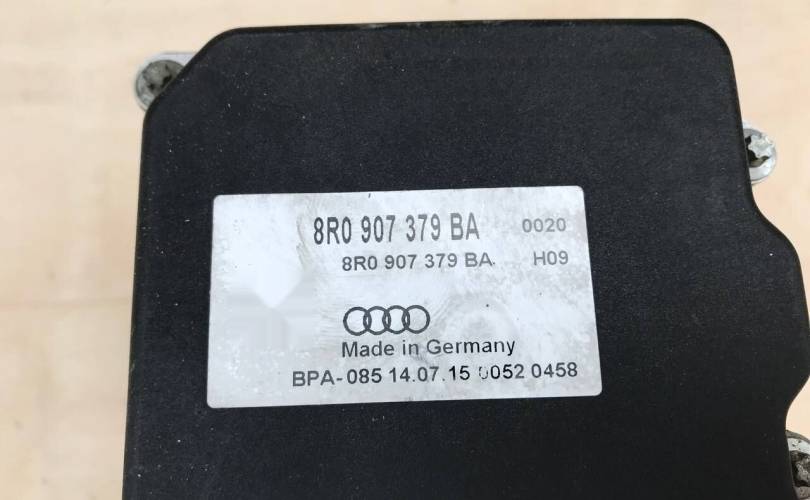 8R0 907 379 BA 0020
8R0 907 379 BA H09
Made in Germany
BPA-085 14.07.15 0052 0458